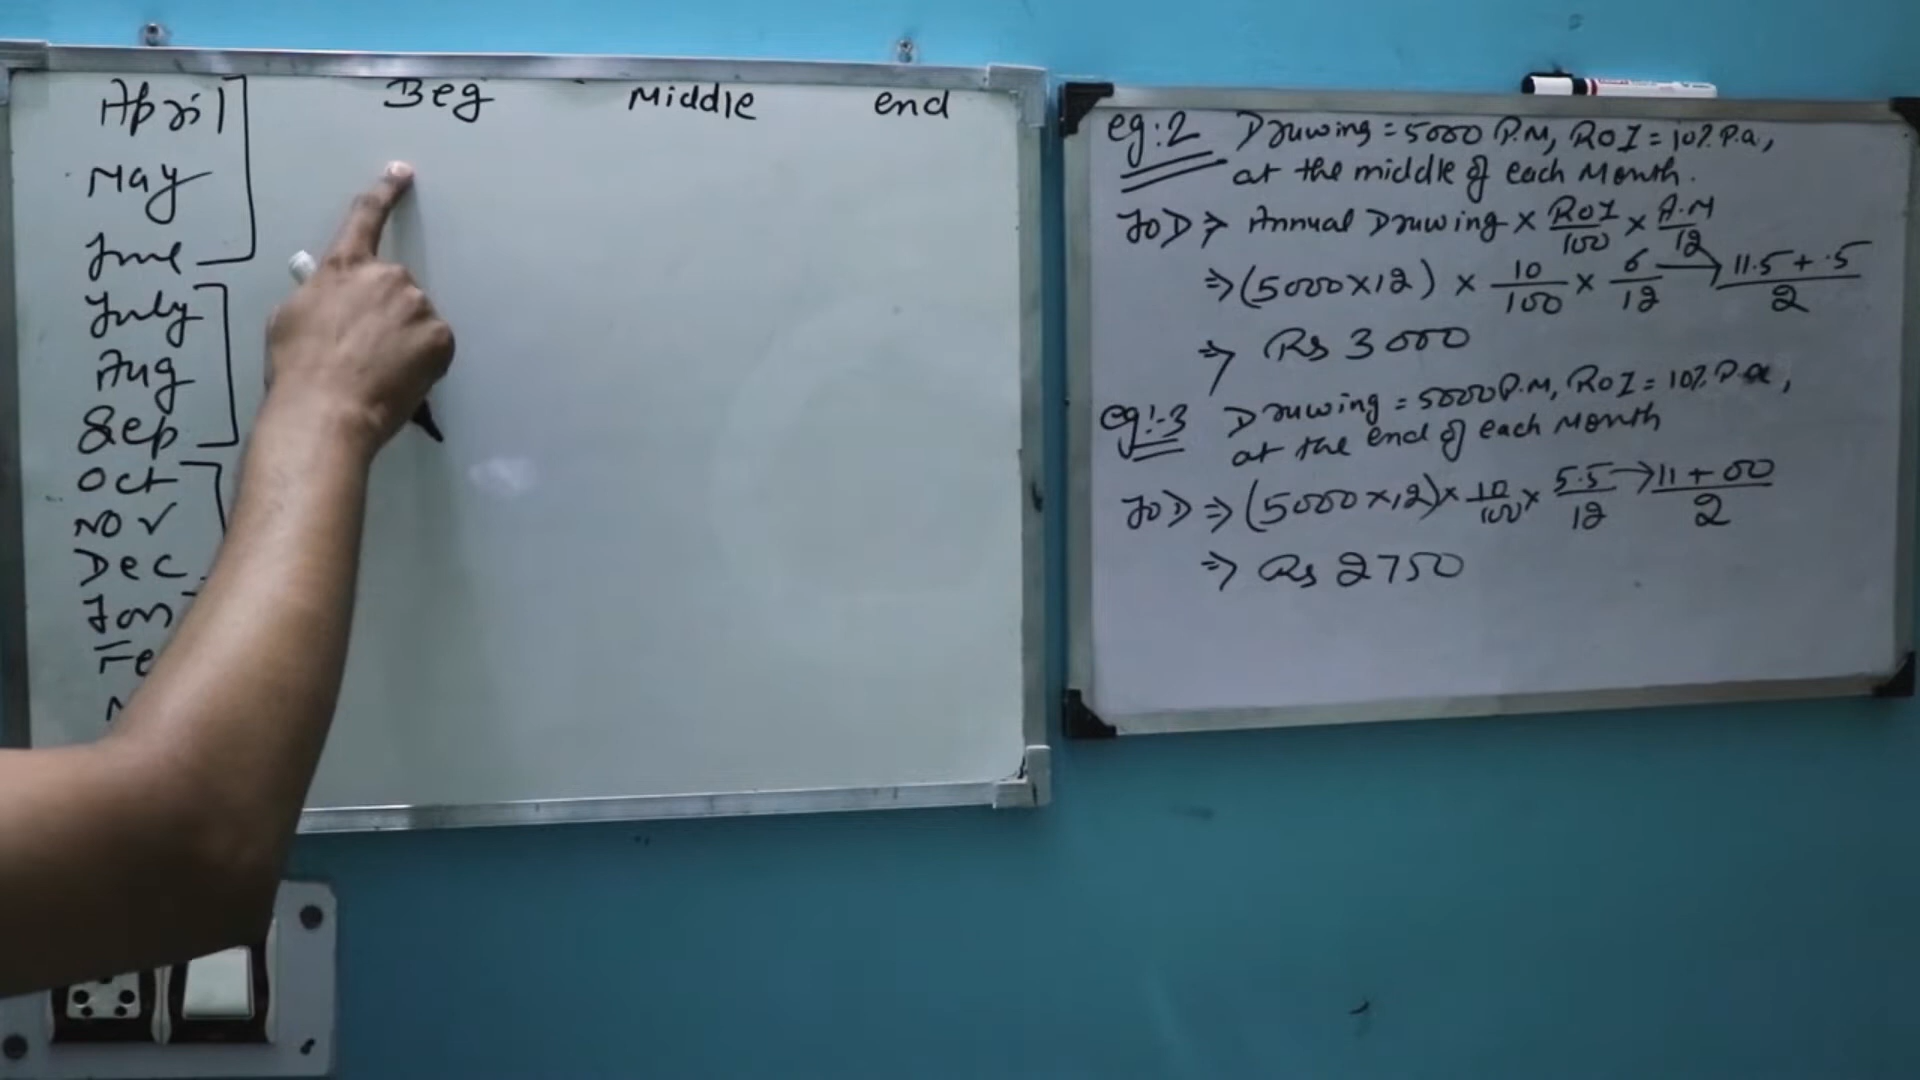 Beg Middle end
April
May
June
July
Aug
Sep
Oct
Nov
Dec
Jan
eg:2 Drawing = 5000 P.M, ROI = 10% P.a,
at the middle of each Month.
IOD ⇒ Annual Drawing × ROI/100 × A.M/12
⇒ (5000×12) × 10/100 × 6/12 → 11.5 + .5/2
⇒ Rs 3000
eg:-3 Drawing = 5000 P.M, ROI = 10% P.a,
at the end of each Month
IOD ⇒ (5000×12) × 10/100 × 5.5/12 → 11 + 00/2
⇒ Rs 2750